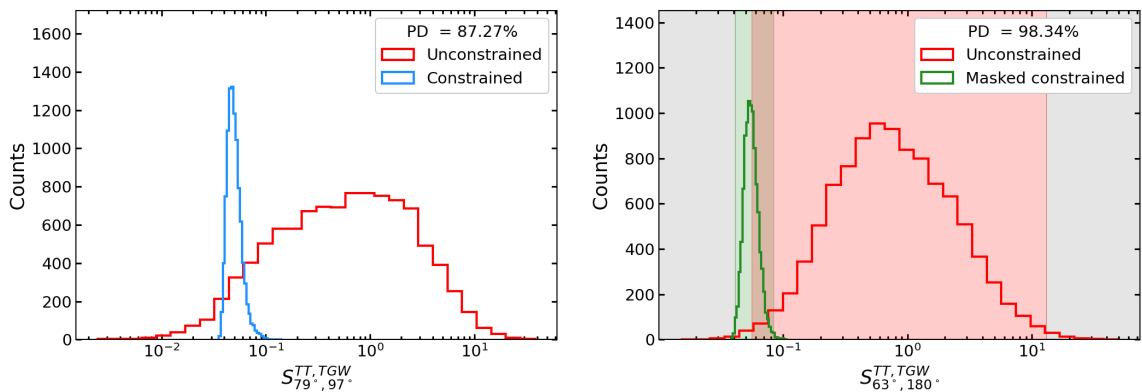 PD = 87.27%
Unconstrained
Constrained
Counts
1600
1400
1200
1000
800
600
400
200
0
10⁻² 10⁻¹ 10⁰ 10¹
S^{TT,TGW}_{79°,97°}
PD = 98.34%
Unconstrained
Masked constrained
Counts
1400
1200
1000
800
600
400
200
0
10⁻¹ 10⁰ 10¹
S^{TT,TGW}_{63°,180°}